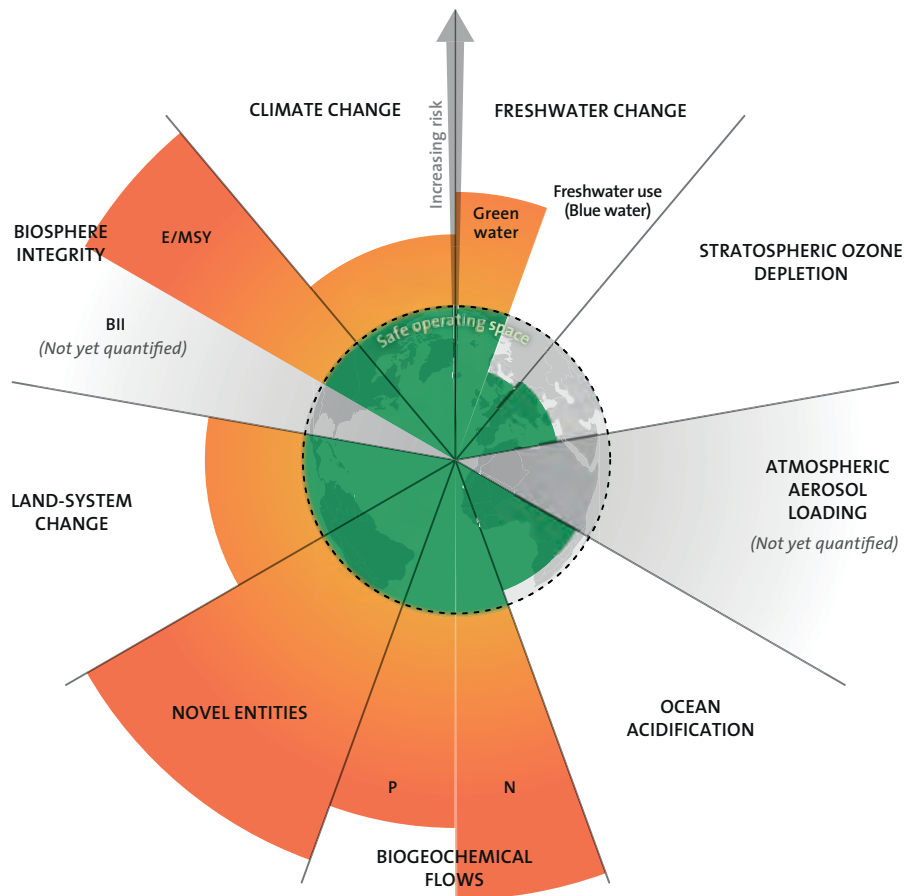 CLIMATE CHANGE
Increasing risk
FRESHWATER CHANGE
Green
water
Freshwater use
(Blue water)
STRATOSPHERIC OZONE
DEPLETION
ATMOSPHERIC
AEROSOL
LOADING
(Not yet quantified)
OCEAN
ACIDIFICATION
N
P
BIOGEOCHEMICAL
FLOWS
NOVEL ENTITIES
LAND-SYSTEM
CHANGE
BIOSPHERE
INTEGRITY
E/MSY
BII
(Not yet quantified)
Safe operating space